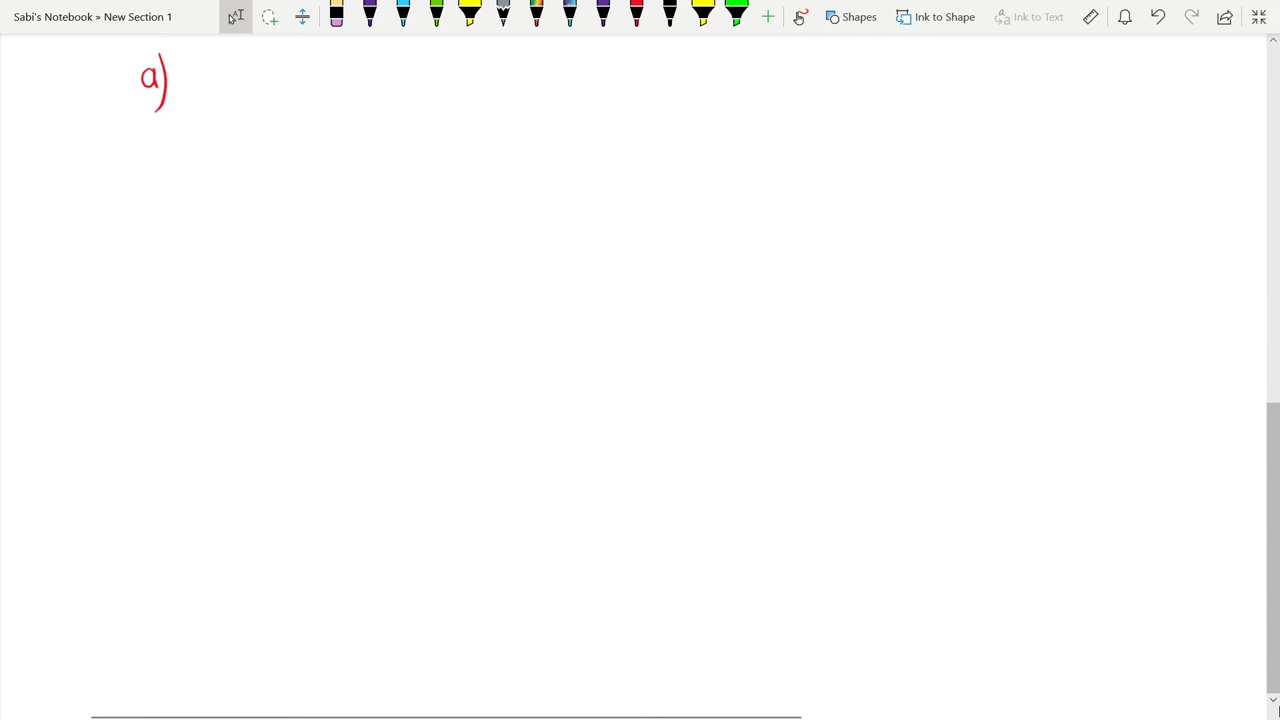 Sabi's Notebook » New Section 1
Shapes
Ink to Shape
Ink to Text
a)